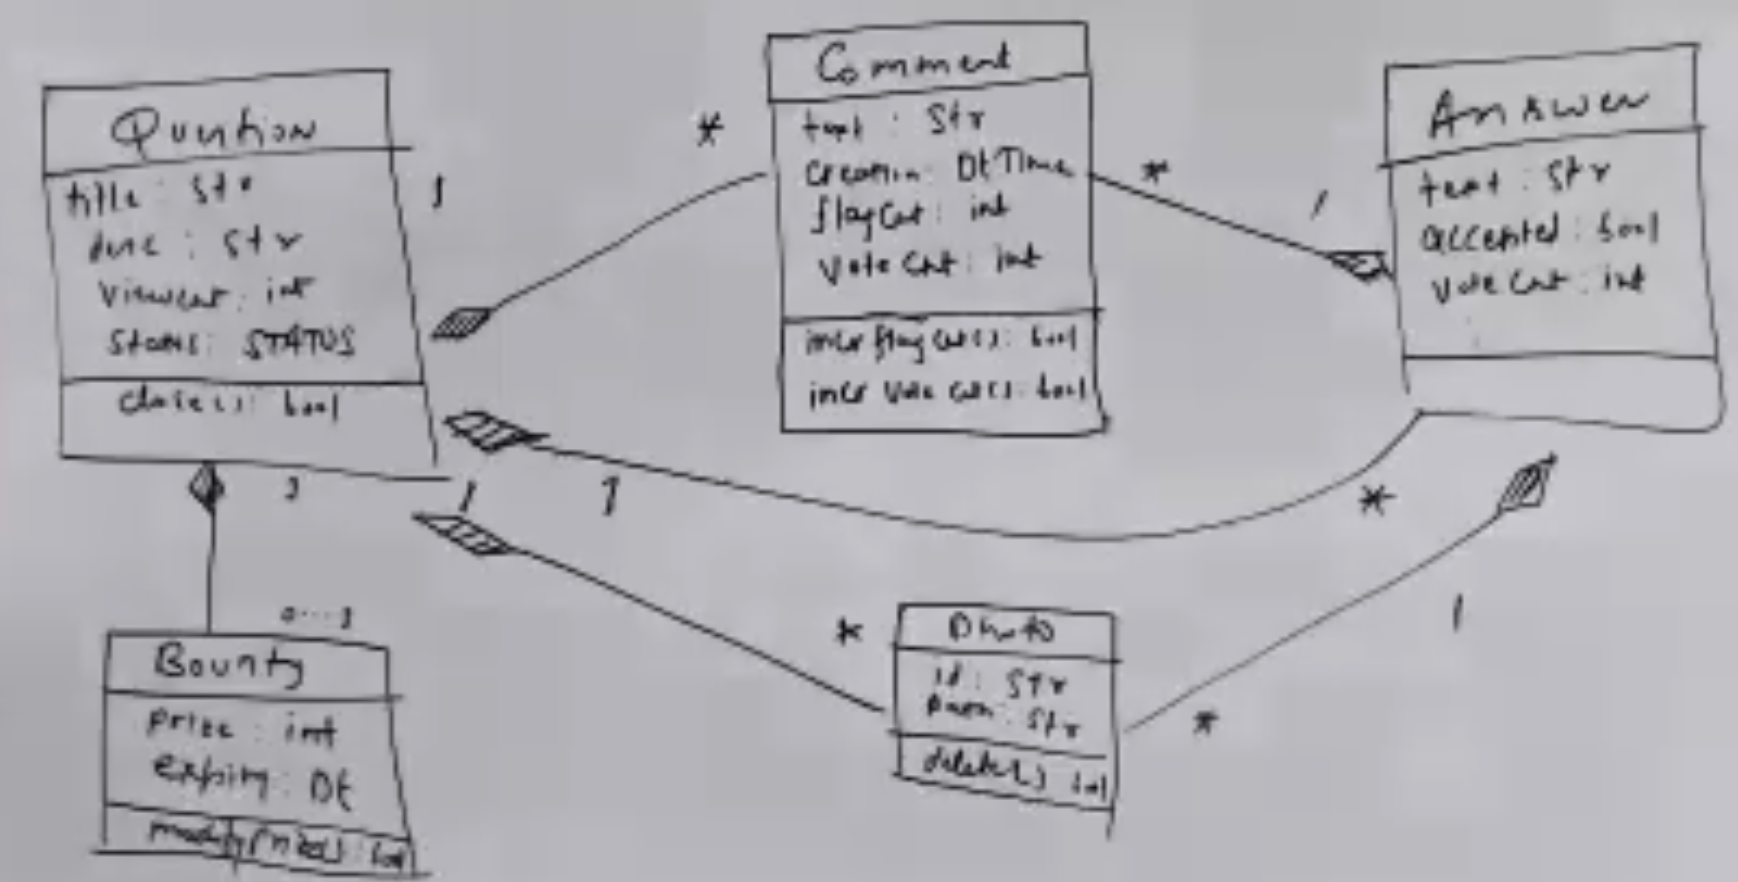 Question
title: Str
desc: Str
viewcnt: int
Status: STATUS
close(): bool
1
*
Comment
text: Str
Creation: DtTime
flagCnt: int
VoteCnt: int
incrflagCnt(): bool
incrVoteCnt(): bool
*
1
Answer
text: Str
accepted: bool
VoteCnt: int
1
1
1
*
0...1
Bounty
price: int
expiry: Dt
modifyPrice(): bool
*
Photo
id: Str
Path: Str
delete() bool
*
1